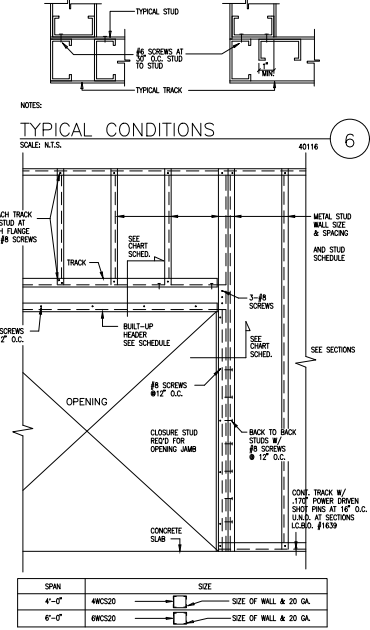 TYPICAL STUD
#6 SCREWS AT
30" O.C. STUD
TO STUD
1"
MIN.
TYPICAL TRACK
NOTES:
TYPICAL CONDITIONS
6
SCALE: N.T.S.
40116
ACH TRACK
STUD AT
H FLANGE
#8 SCREWS
METAL STUD
WALL SIZE
& SPACING
AND STUD
SCHEDULE
SEE
CHART
SCHED.
TRACK
3-#8
SCREWS
SCREWS
2" O.C.
BUILT-UP
HEADER
SEE SCHEDULE
SEE
CHART
SCHED.
SEE SECTIONS
#8 SCREWS
@12" O.C.
OPENING
CLOSURE STUD
REQ'D FOR
OPENING JAMB
BACK TO BACK
STUDS W/
#8 SCREWS
@ 12" O.C.
CONT. TRACK W/
.170" POWER DRIVEN
SHOT PINS AT 16" O.C.
U.N.O. AT SECTIONS
I.C.B.O. #1639
CONCRETE
SLAB
SPAN SIZE
4'-0" 4WCS20 SIZE OF WALL & 20 GA.
6'-0" 6WCS20 SIZE OF WALL & 20 GA.